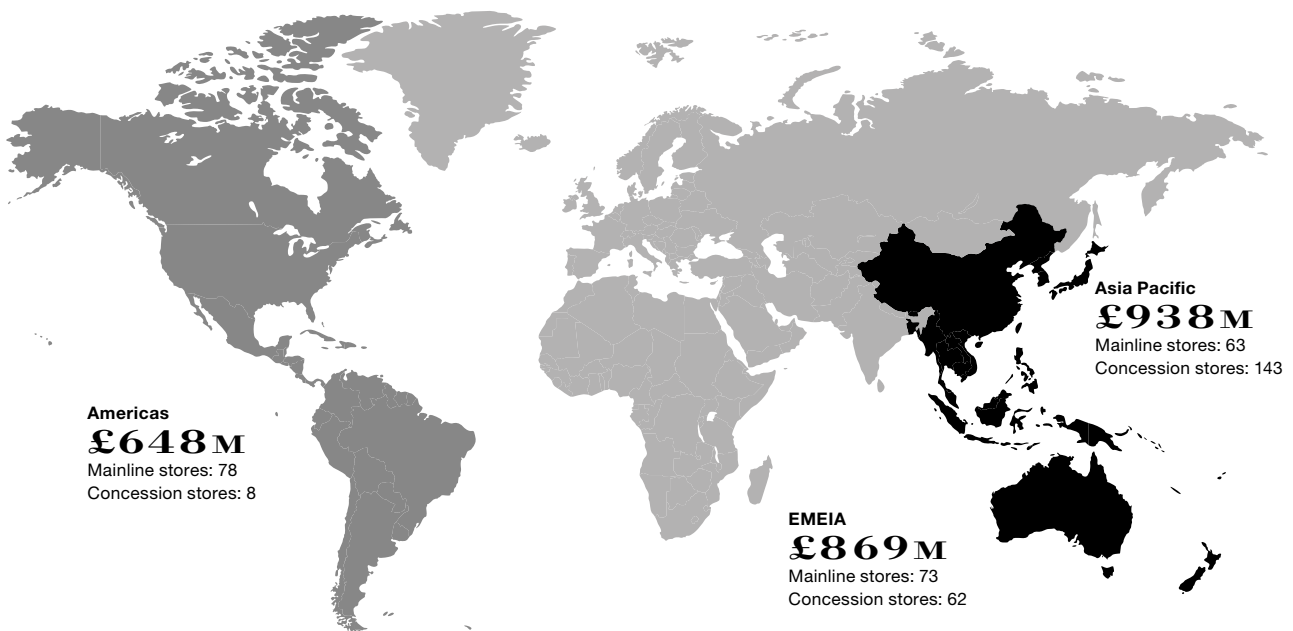 Asia Pacific
£938M
Mainline stores: 63
Concession stores: 143
Americas
£648M
Mainline stores: 78
Concession stores: 8
EMEIA
£869M
Mainline stores: 73
Concession stores: 62